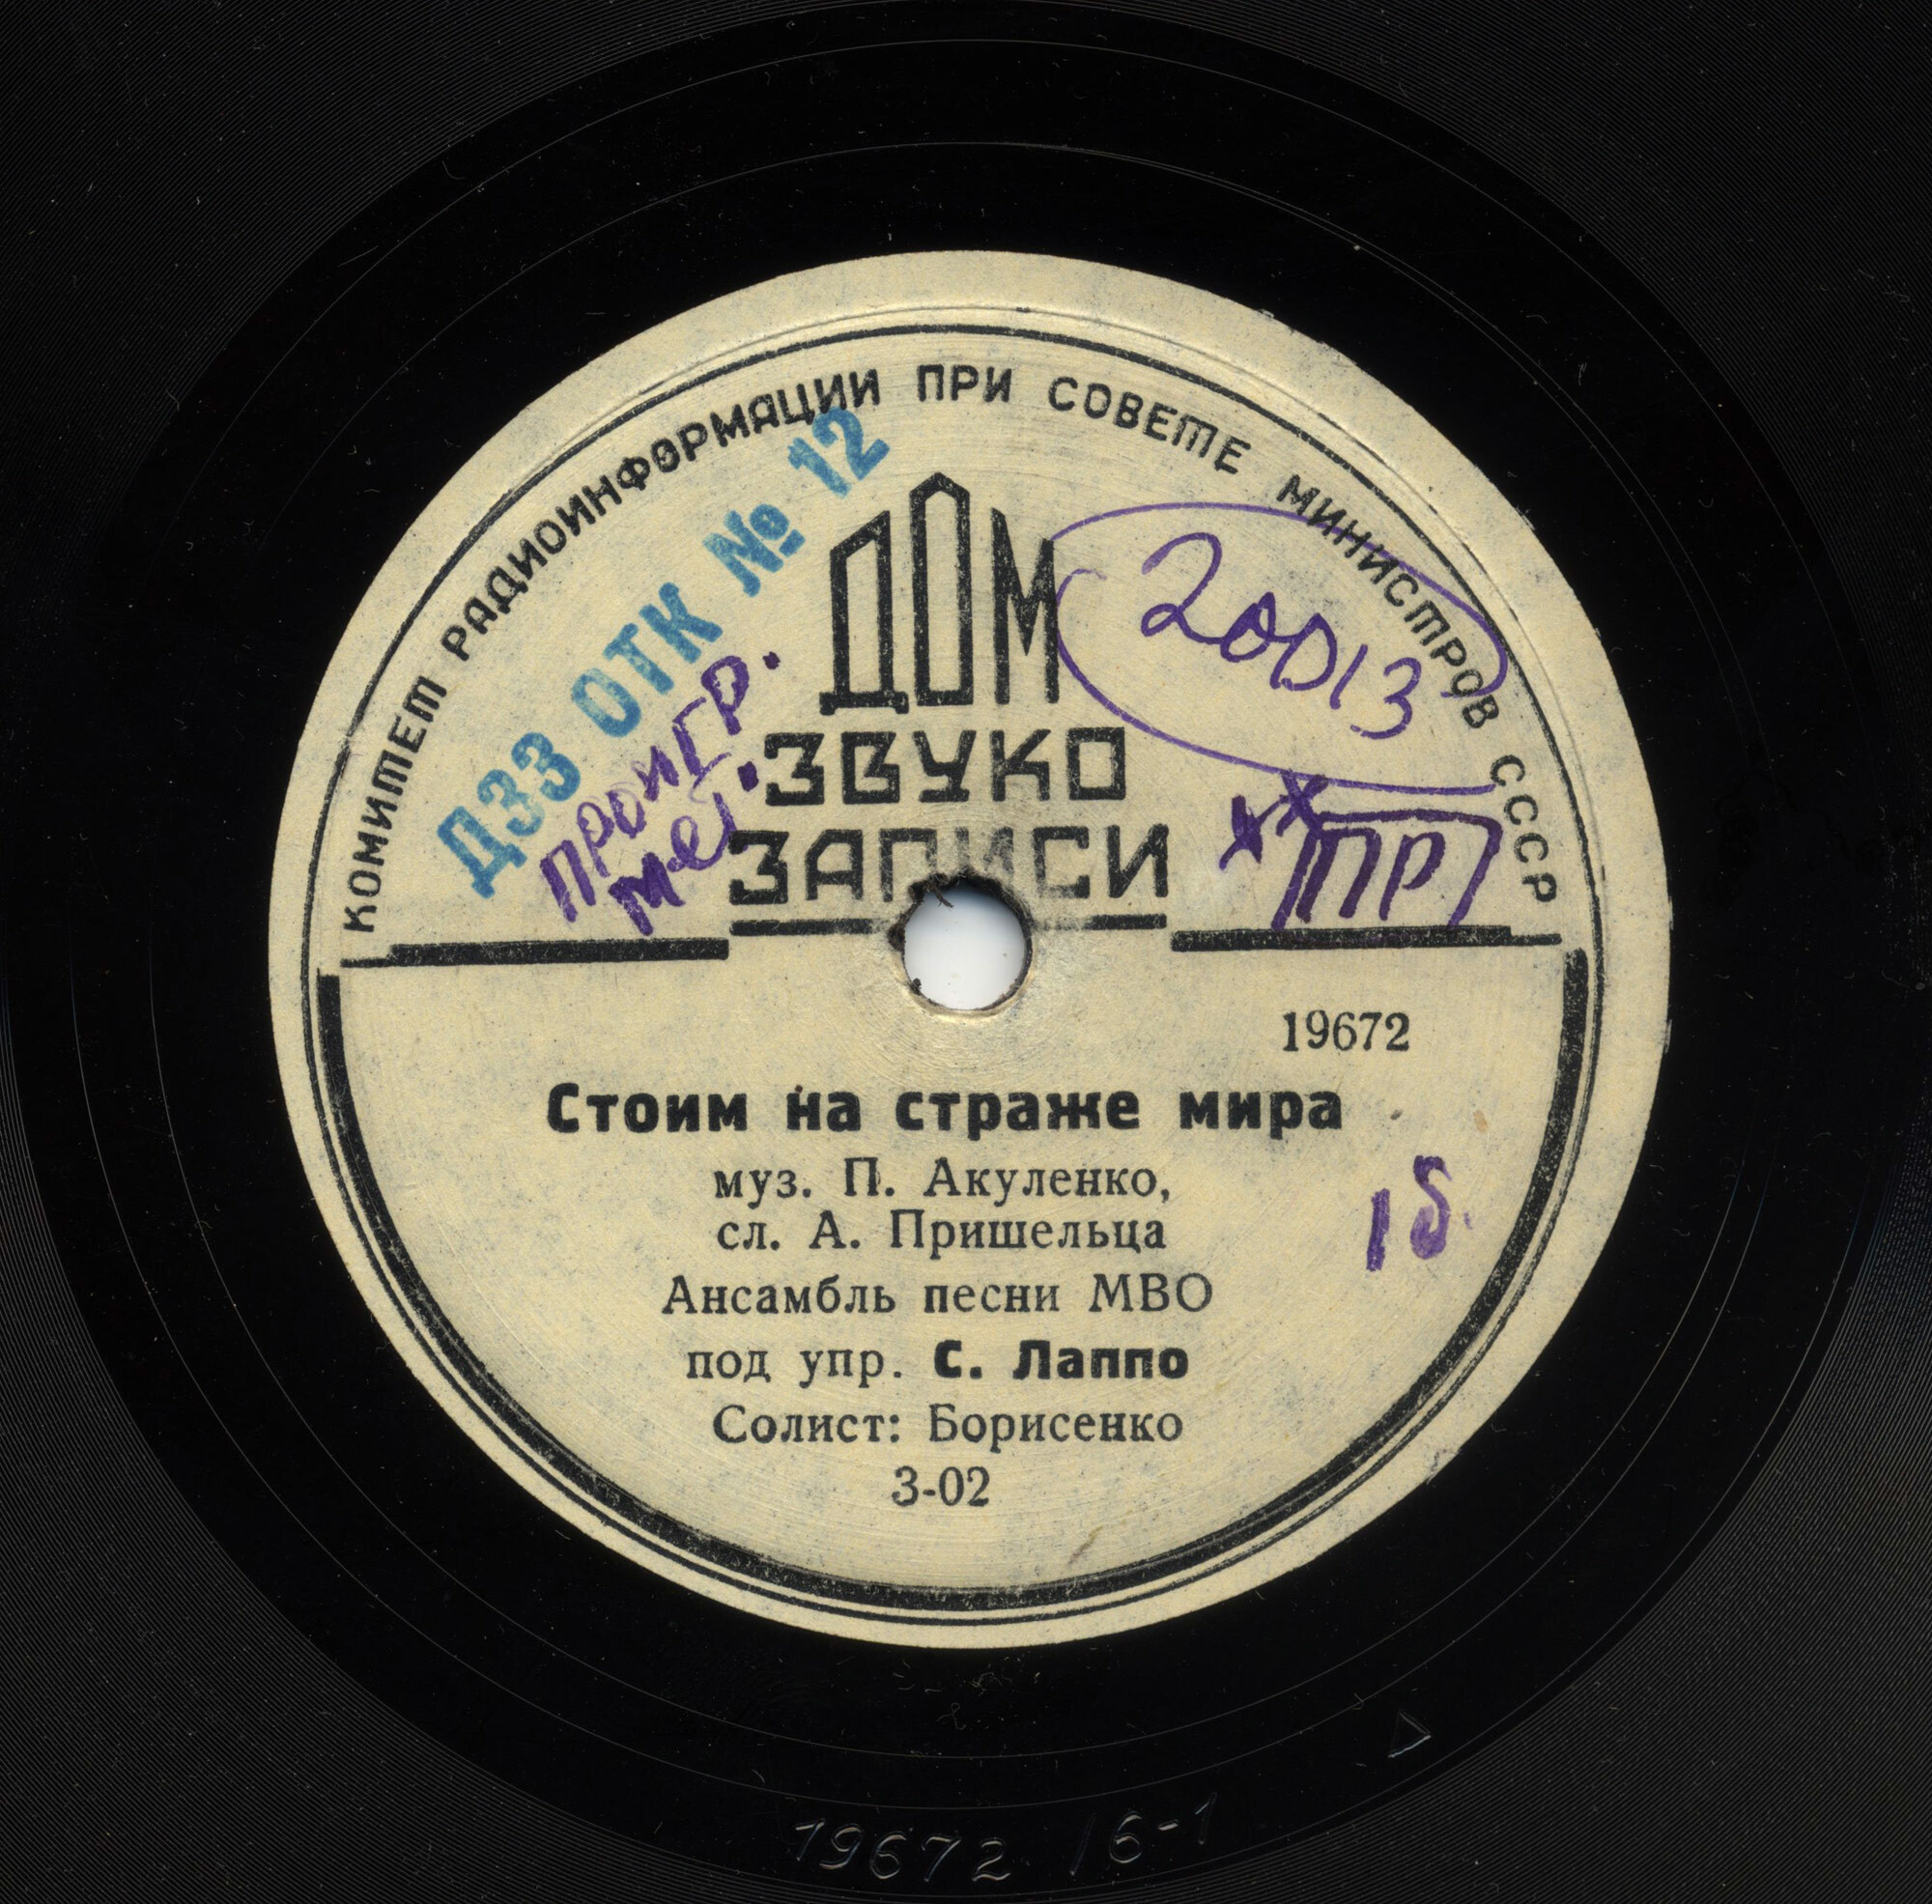 КОМИТЕТ РАДИОИНФОРМАЦИИ ПРИ СОВЕТЕ МИНИСТРОВ СССР
ДЗЗ ОТК № 12
ДОМ
ЗВУКО
ЗАПИСИ
20013
проигр.
мет.
ПР
19672
Стоим на страже мира
муз. П. Акуленко,
сл. А. Пришельца
Ансамбль песни МВО
под упр. С. Лаппо
Солист: Борисенко
3-02
19672 16-1